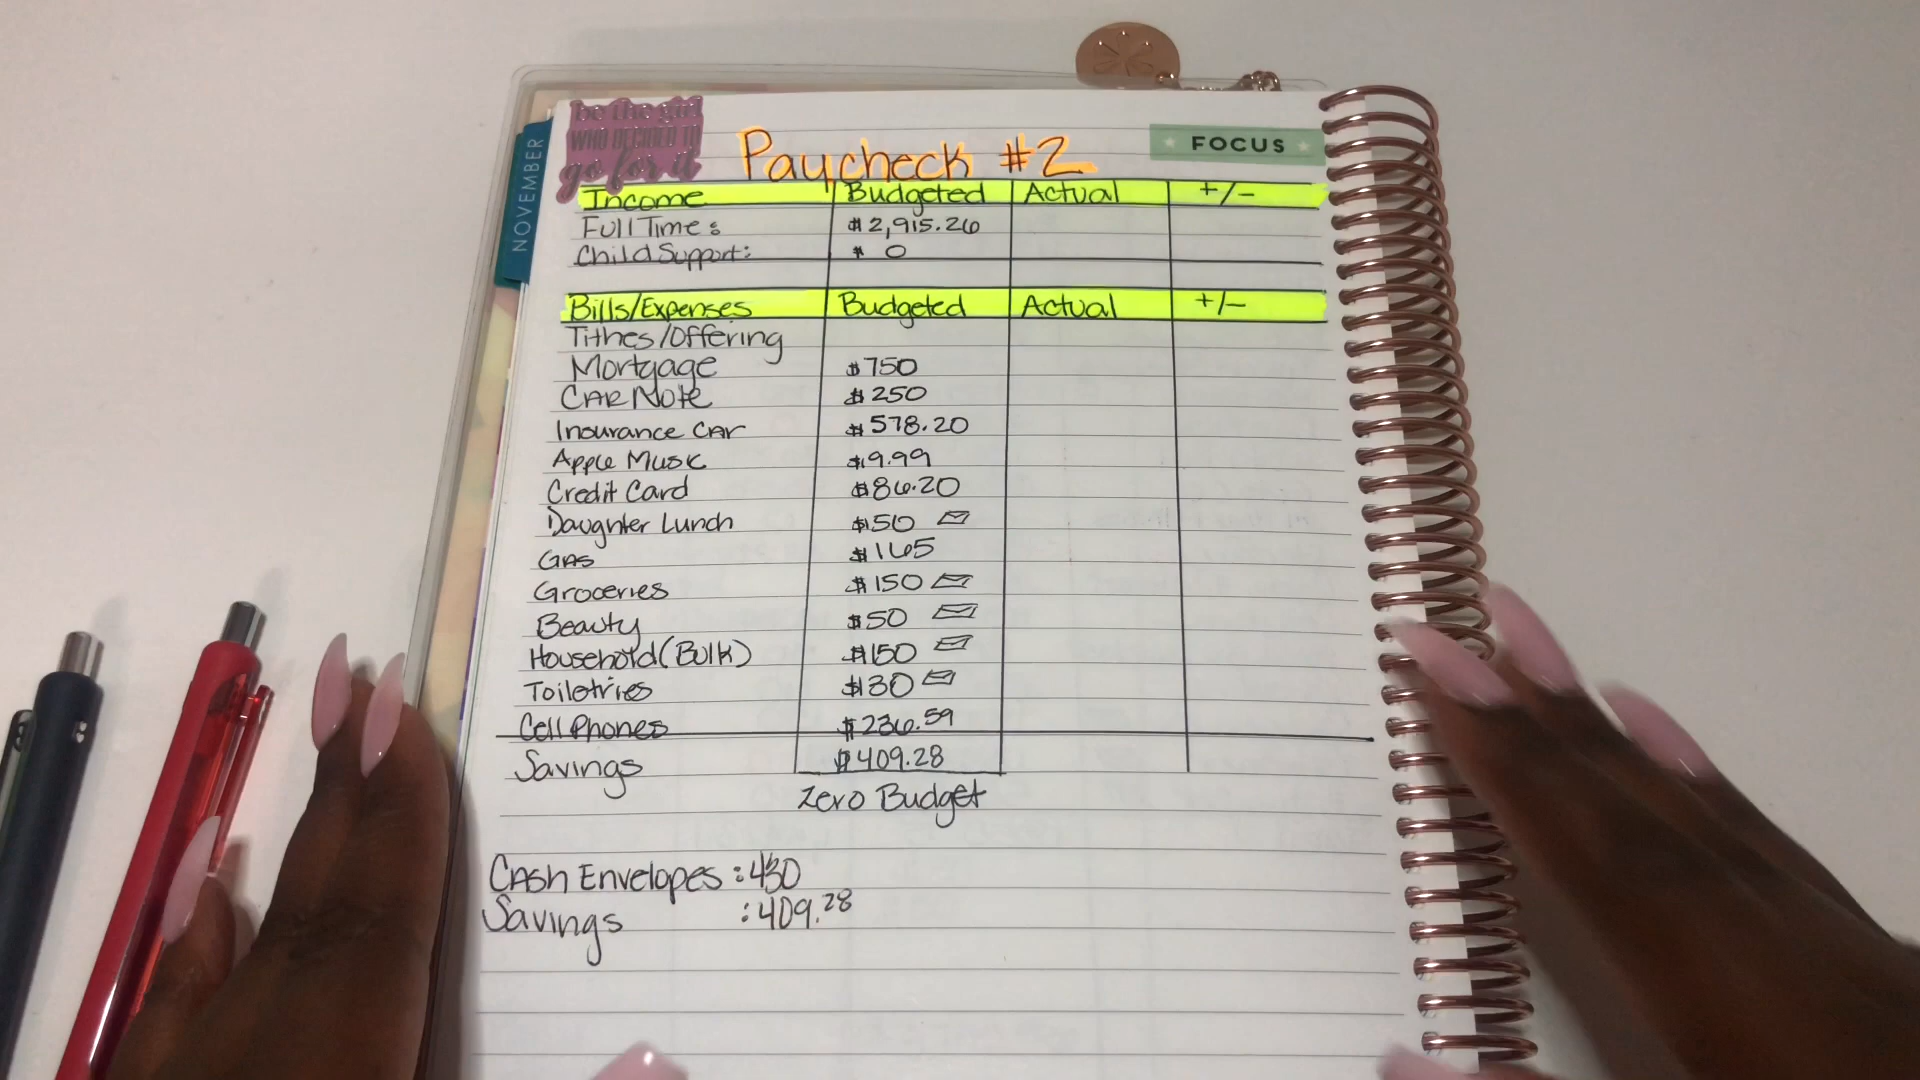 be the girl
WHO DECIDED TO
go for it
NOVEMBER
Paycheck #2
FOCUS
Income Budgeted Actual +/-
Full Time: $2,915.26
Child Support: $ 0
Bills/Expenses Budgeted Actual +/-
Tithes/Offering
Mortgage $750
CAR Note $250
Insurance CAR $578.20
Apple Music $9.99
Credit Card $86.20
Daughter Lunch $50
GAS $165
Groceries $150
Beauty $50
Household (Bulk) $150
Toiletries $30
Cell Phones $236.59
Savings $409.28
Zero Budget
Cash Envelopes : 430
Savings : 409.28